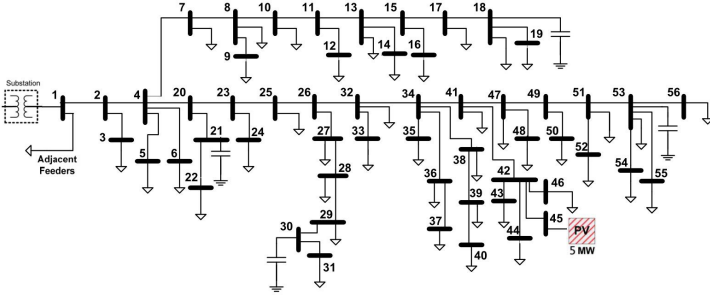 7 8 10 11 13 15 17 18
9 12 14 16 19
Substation
1 2 4 20 23 25 26 32 34 41 47 49 51 53 56
3 5 6 21 24 27 33 35 48 50
Adjacent
Feeders
22 28 36 38 42 46 52 54 55
43
29 39 45
30 37 44 PV
31 40 5 MW